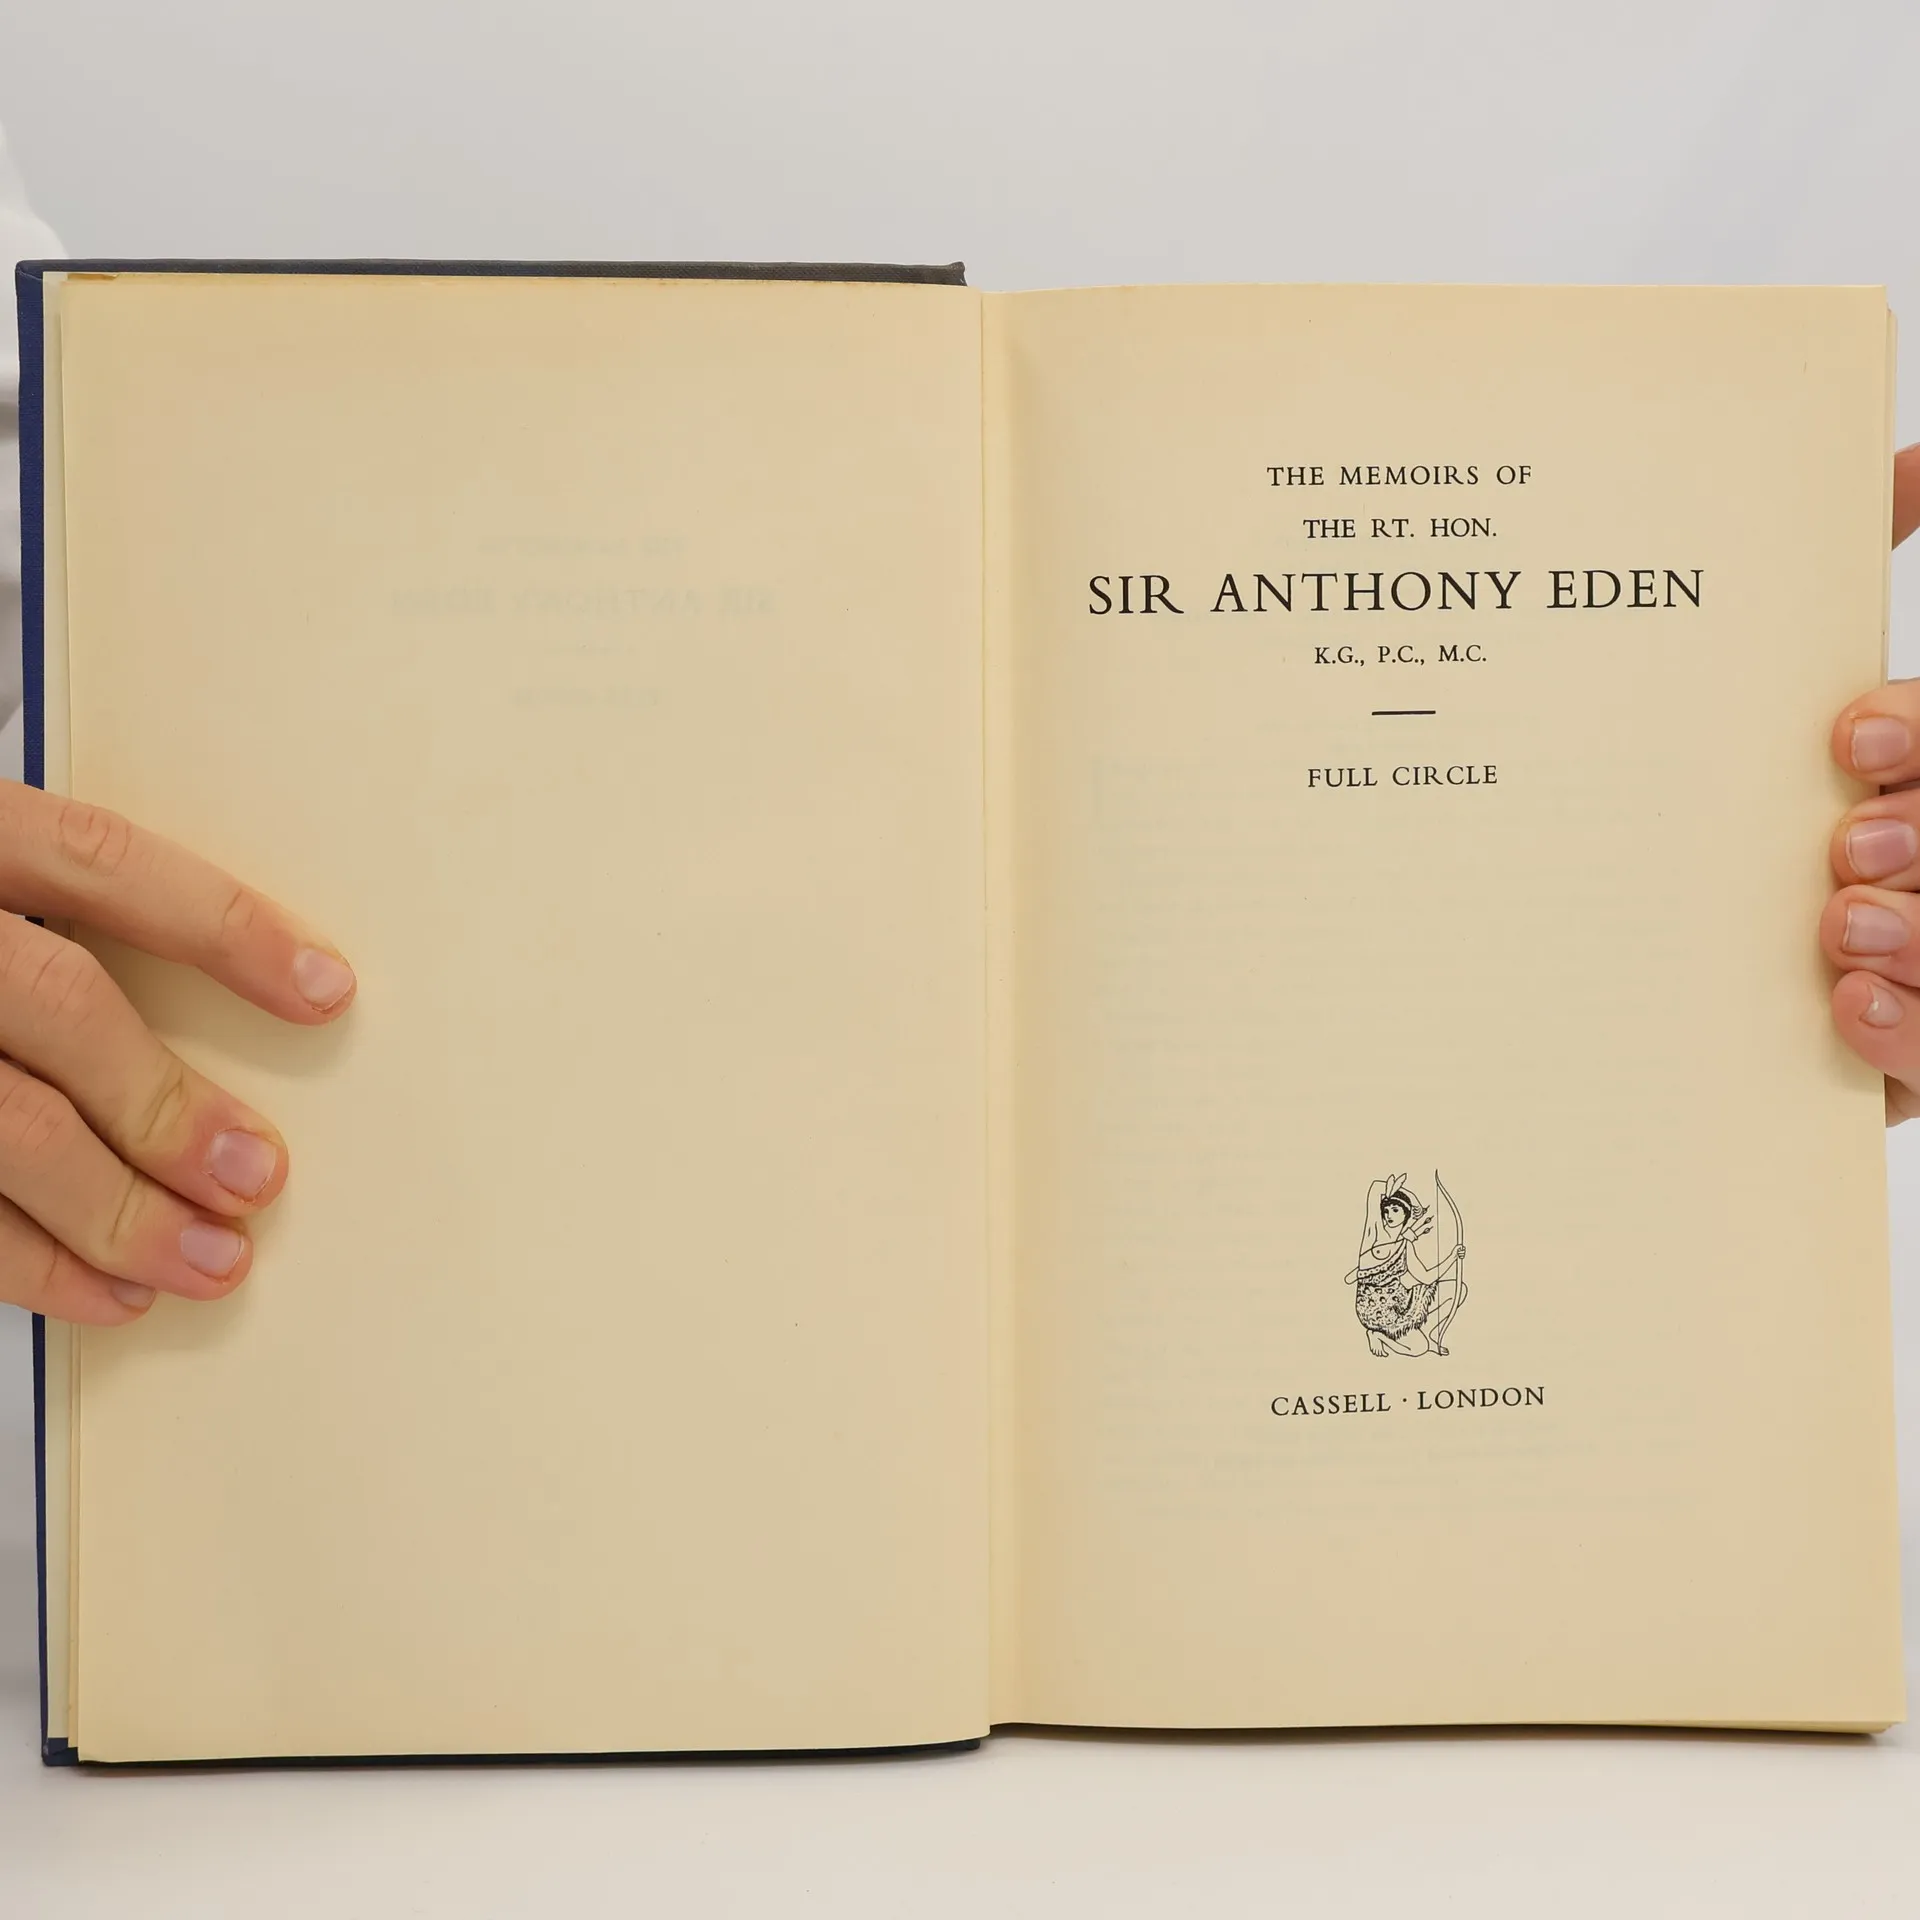 THE MEMOIRS OF
THE RT. HON.
SIR ANTHONY EDEN
K.G., P.C., M.C.
FULL CIRCLE
CASSELL · LONDON